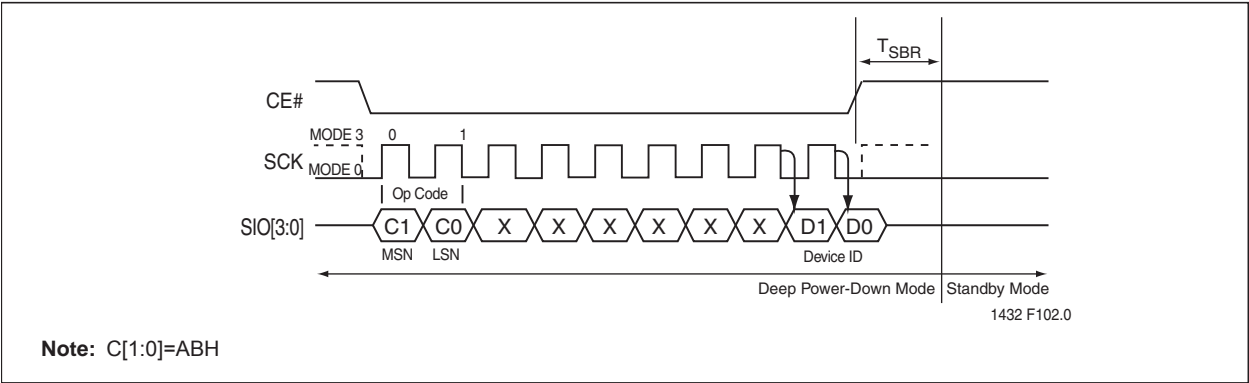 TSBR
CE#
MODE 3 0 1
SCK
MODE 0
Op Code
SIO[3:0] C1 C0 X X X X X X D1 D0
MSN LSN Device ID
Deep Power-Down Mode Standby Mode
1432 F102.0
Note: C[1:0]=ABH